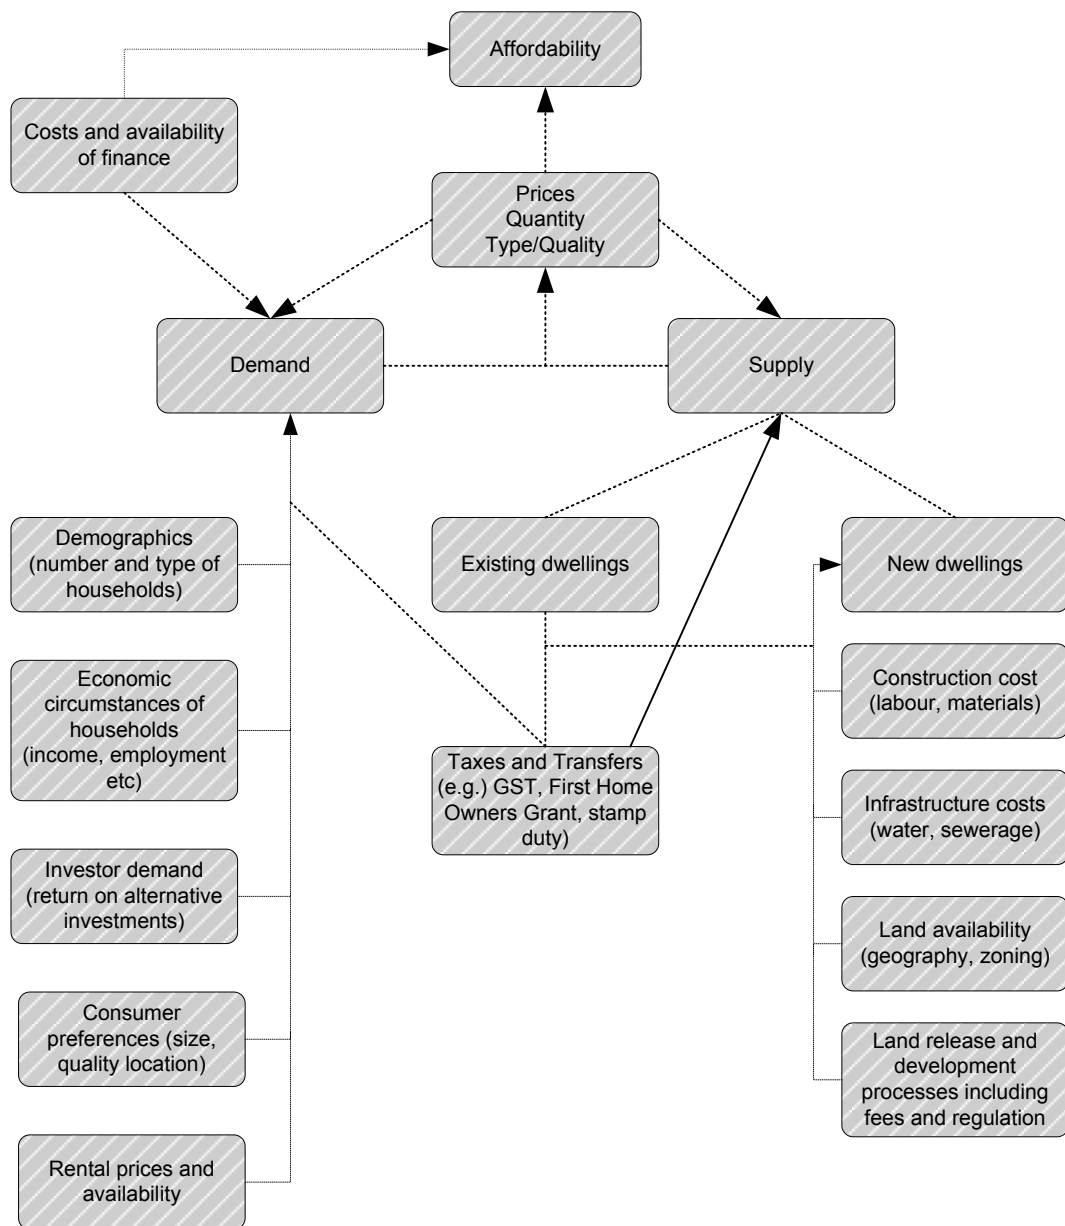 Affordability
Costs and availability
of finance
Prices
Quantity
Type/Quality
Demand
Supply
Demographics
(number and type of
households)
Existing dwellings
New dwellings
Economic
circumstances of
households
(income, employment
etc)
Construction cost
(labour, materials)
Taxes and Transfers
(e.g.) GST, First Home
Owners Grant, stamp
duty)
Infrastructure costs
(water, sewerage)
Investor demand
(return on alternative
investments)
Land availability
(geography, zoning)
Consumer
preferences (size,
quality location)
Land release and
development
processes including
fees and regulation
Rental prices and
availability